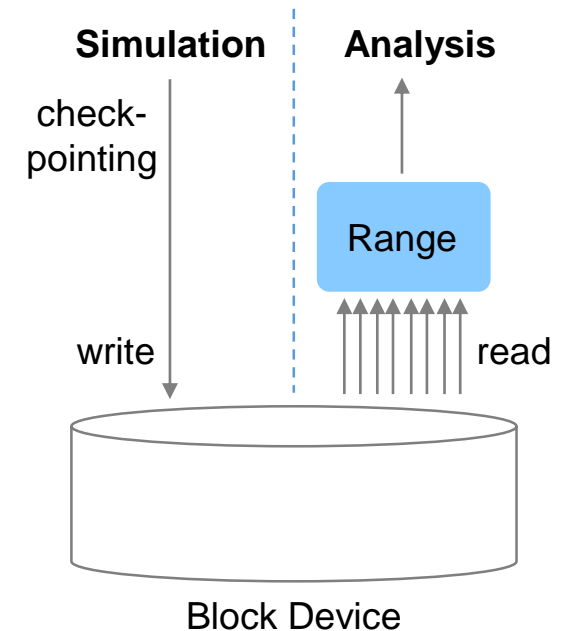 Simulation
Analysis
check-
pointing
Range
write
read
Block Device